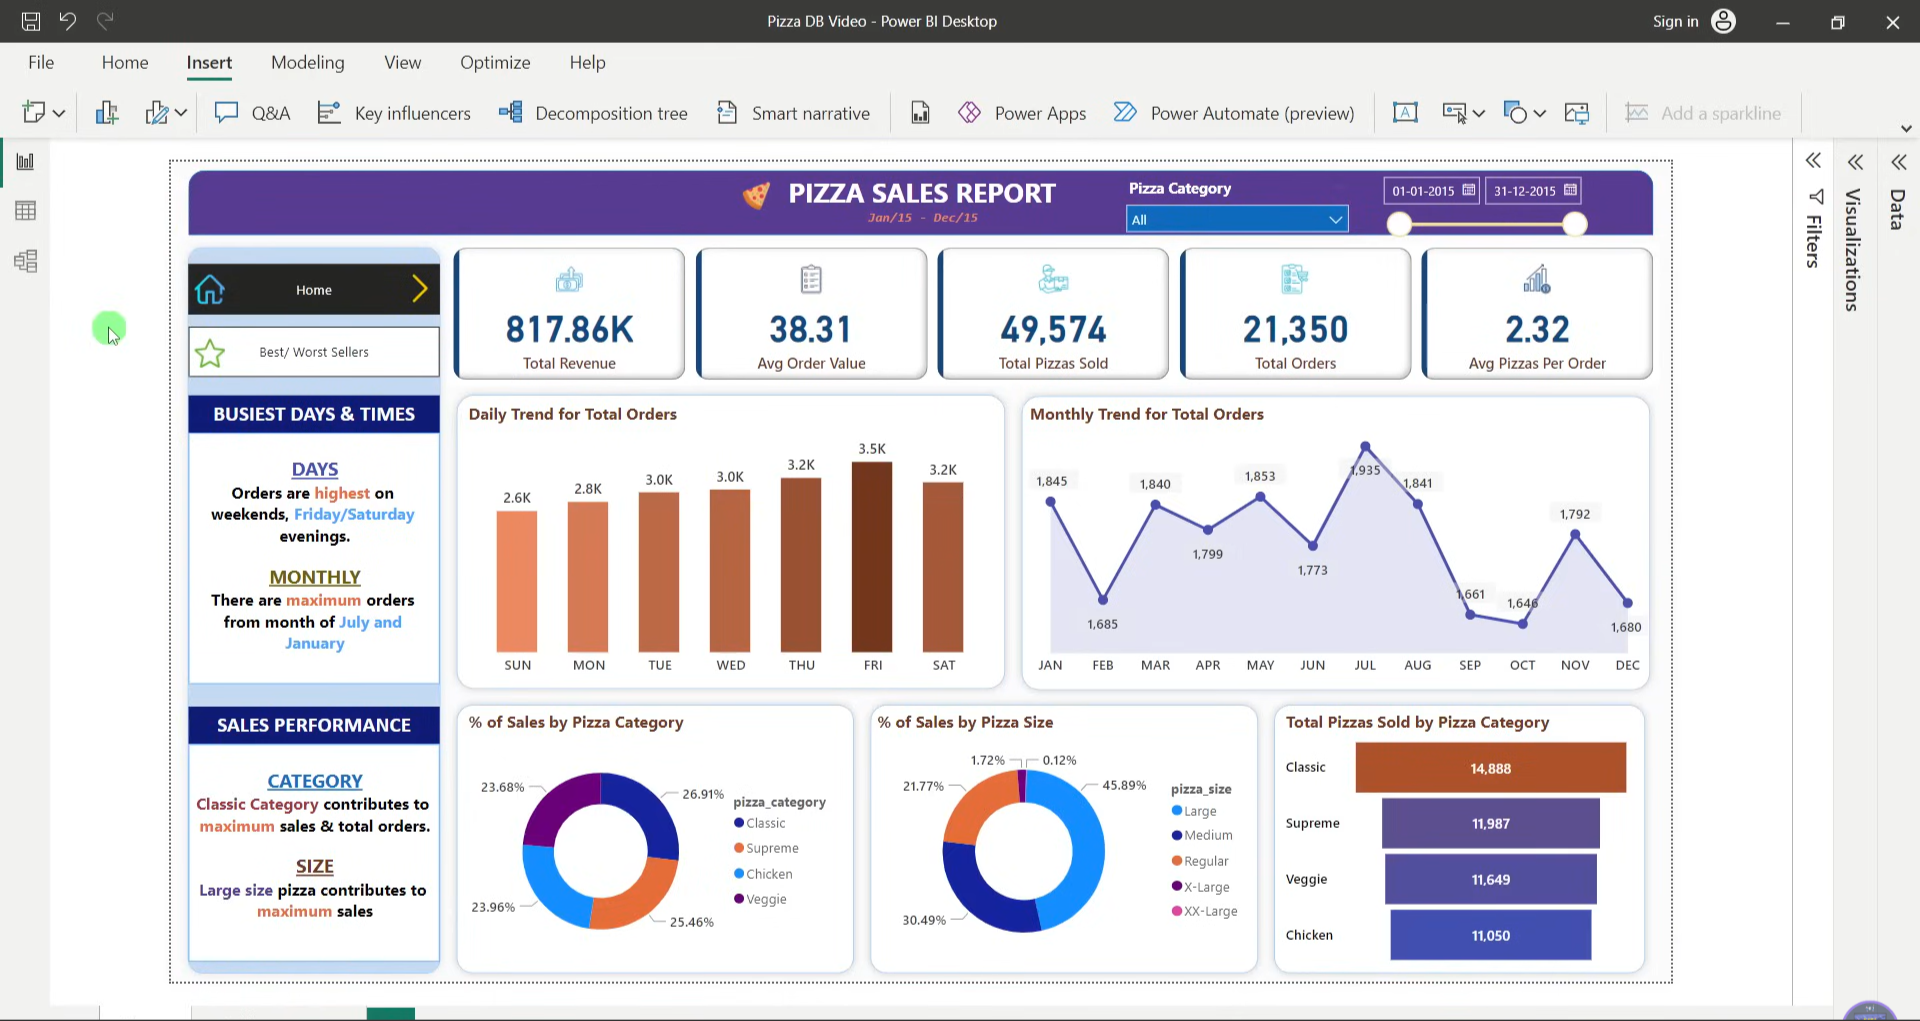 Pizza DB Video - Power BI Desktop
Sign in
File
Home
Insert
Modeling
View
Optimize
Help
Q&A
Key influencers
Decomposition tree
Smart narrative
Power Apps
Power Automate (preview)
Add a sparkline
PIZZA SALES REPORT
Jan/15 - Dec/15
Pizza Category
All
01-01-2015
31-12-2015
Filters
Visualizations
Data
Home
Best/ Worst Sellers
817.86K
Total Revenue
38.31
Avg Order Value
49,574
Total Pizzas Sold
21,350
Total Orders
2.32
Avg Pizzas Per Order
BUSIEST DAYS & TIMES
DAYS
Orders are highest on
weekends, Friday/Saturday
evenings.
MONTHLY
There are maximum orders
from month of July and
January
SALES PERFORMANCE
CATEGORY
Classic Category contributes to
maximum sales & total orders.
SIZE
Large size pizza contributes to
maximum sales
Daily Trend for Total Orders
2.6K
2.8K
3.0K
3.0K
3.2K
3.5K
3.2K
SUN
MON
TUE
WED
THU
FRI
SAT
Monthly Trend for Total Orders
1,845
1,685
1,840
1,799
1,853
1,773
1,935
1,841
1,661
1,646
1,792
1,680
JAN
FEB
MAR
APR
MAY
JUN
JUL
AUG
SEP
OCT
NOV
DEC
% of Sales by Pizza Category
23.68%
26.91%
23.96%
25.46%
pizza_category
Classic
Supreme
Chicken
Veggie
% of Sales by Pizza Size
1.72%
0.12%
21.77%
45.89%
30.49%
pizza_size
Large
Medium
Regular
X-Large
XX-Large
Total Pizzas Sold by Pizza Category
Classic
14,888
Supreme
11,987
Veggie
11,649
Chicken
11,050